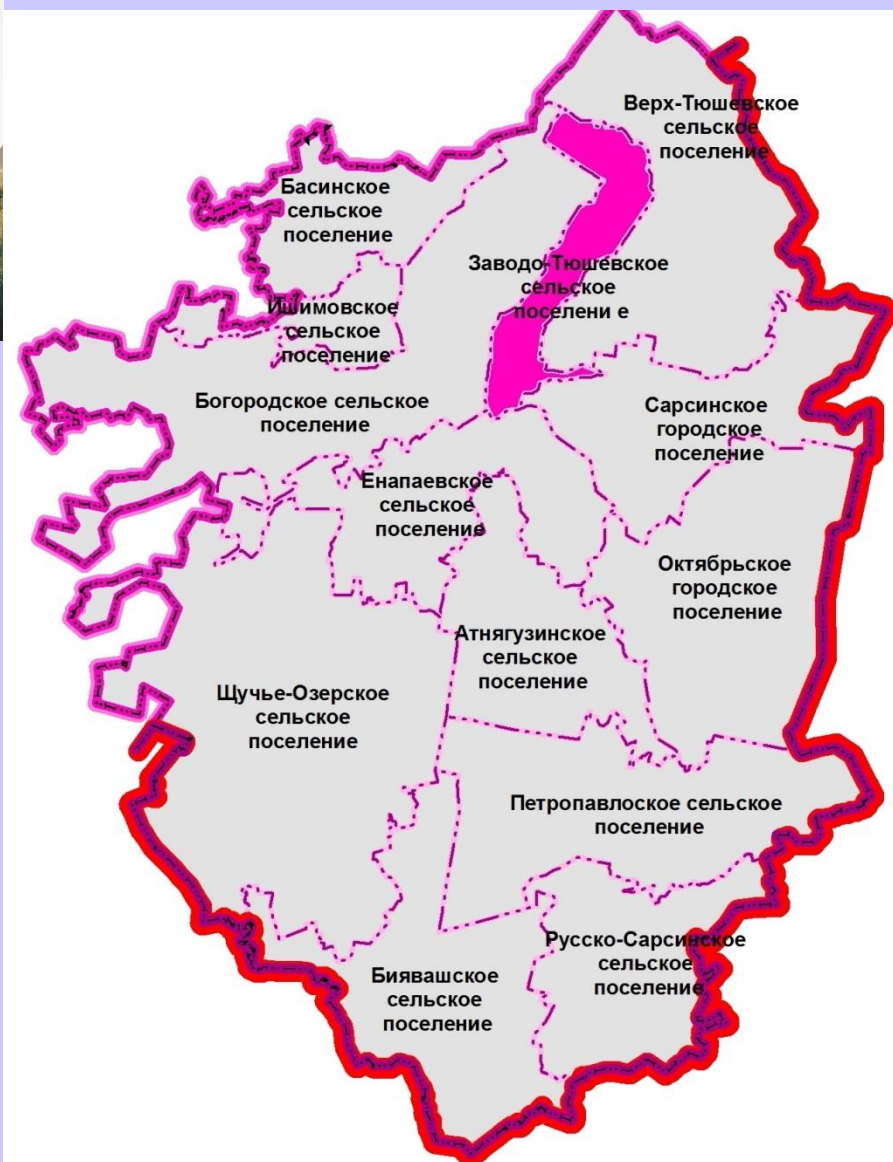 Верх-Тюшевское
сельское
поселение
Басинское
сельское
поселение
Заводо-Тюшевское
сельское
поселени е
Ишимовское
сельское
поселение
Богородское сельское
поселение
Сарсинское
городское
поселение
Енапаевское
сельское
поселение
Октябрьское
городское
поселение
Атнягузинское
сельское
поселение
Щучье-Озерское
сельское
поселение
Петропавлоское сельское
поселение
Русско-Сарсинское
сельское
поселение
Биявашское
сельское
поселение